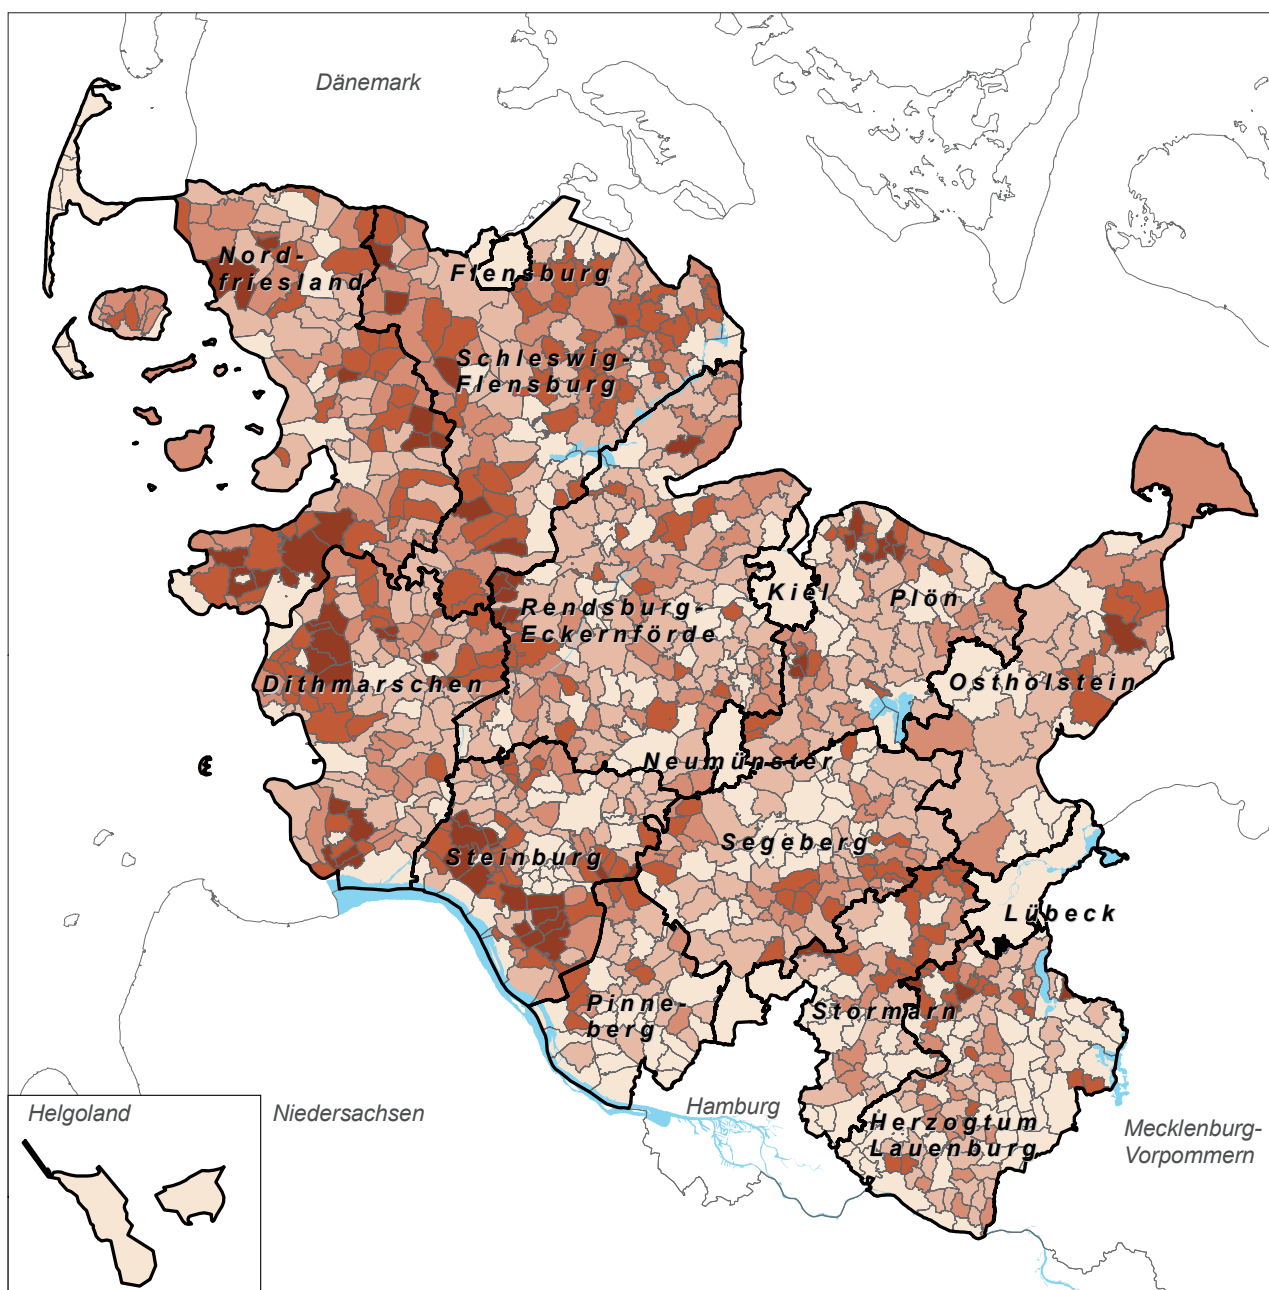 Dänemark
Nord-
friesland
Flensburg
Schleswig-
Flensburg
Kiel
Plön
Rendsburg-
Eckernförde
Dithmarschen
Ostholstein
Neumünster
Segeberg
Steinburg
Lübeck
Pinne-
berg
Stormarn
Helgoland
Niedersachsen
Hamburg
Herzogtum
Lauenburg
Mecklenburg-
Vorpommern